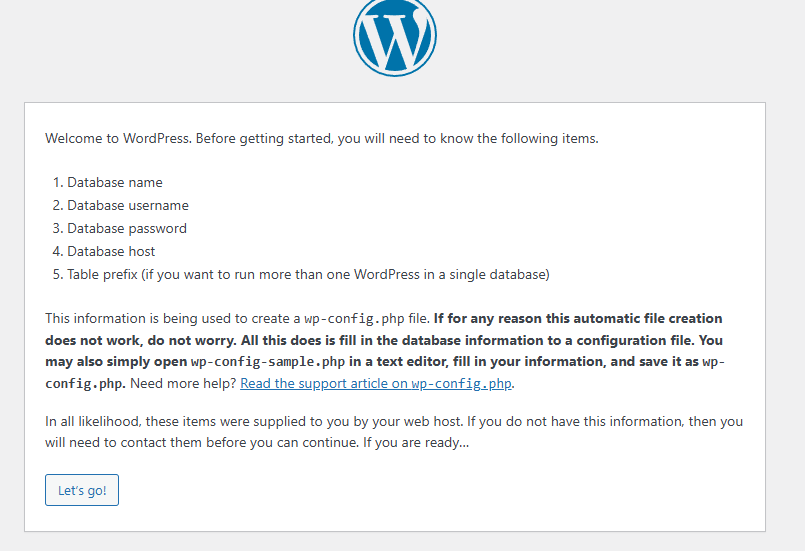 Welcome to WordPress. Before getting started, you will need to know the following items.
1. Database name
2. Database username
3. Database password
4. Database host
5. Table prefix (if you want to run more than one WordPress in a single database)
This information is being used to create a wp-config.php file. If for any reason this automatic file creation
does not work, do not worry. All this does is fill in the database information to a configuration file. You
may also simply open wp-config-sample.php in a text editor, fill in your information, and save it as wp-
config.php. Need more help? Read the support article on wp-config.php.
In all likelihood, these items were supplied to you by your web host. If you do not have this information, then you
will need to contact them before you can continue. If you are ready…
Let's go!